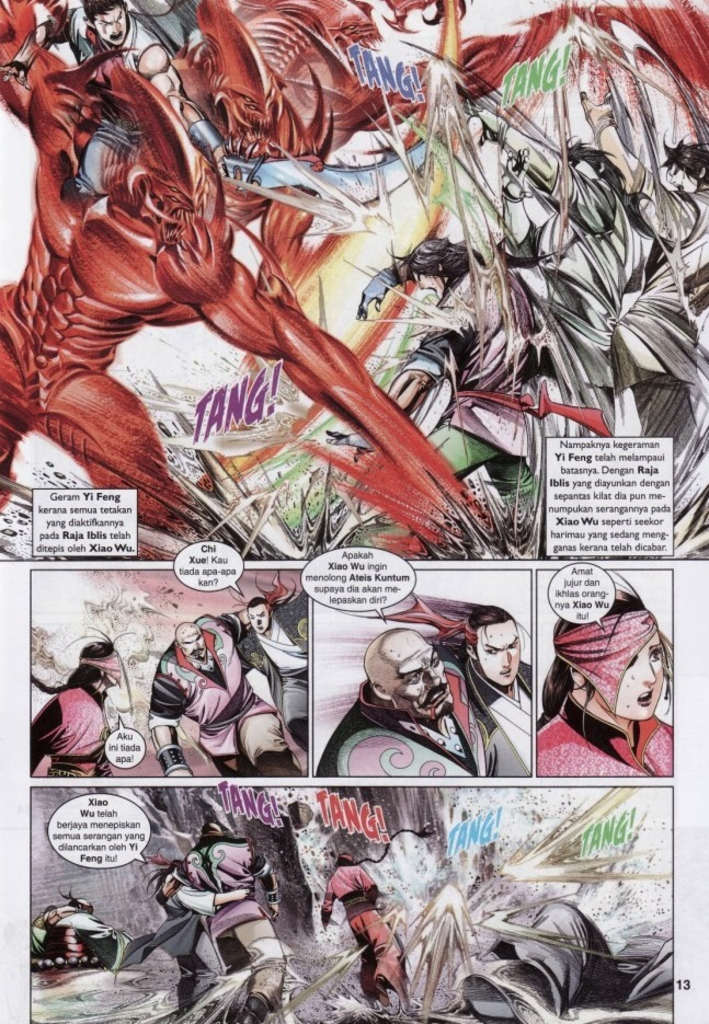 TANG!
TANG!
TANG!
Geram Yi Feng
kerana semua tetakan
yang diaktifkannya
pada Raja Iblis telah
ditepis oleh Xiao Wu.
Nampaknya kegeraman
Yi Feng telah melampaui
batasnya. Dengan Raja
Iblis yang diayunkan dengan
sepantas kilat dia pun me-
numpukan serangannya pada
Xiao Wu seperti seekor
harimau yang sedang meng-
ganas kerana telah dicabar.
Chi
Xue! Kau
tiada apa-apa
kan?
Aku
ini tiada
apa!
Apakah
Xiao Wu ingin
menolong Ateis Kuntum
supaya dia akan me-
lepaskan diri?
Amat
jujur dan
ikhlas orang-
nya Xiao Wu
itu!
Xiao
Wu telah
berjaya menepiskan
semua serangan yang
dilancarkan oleh Yi
Feng itu!
TANG!
TANG!
TANG!
TANG!
13